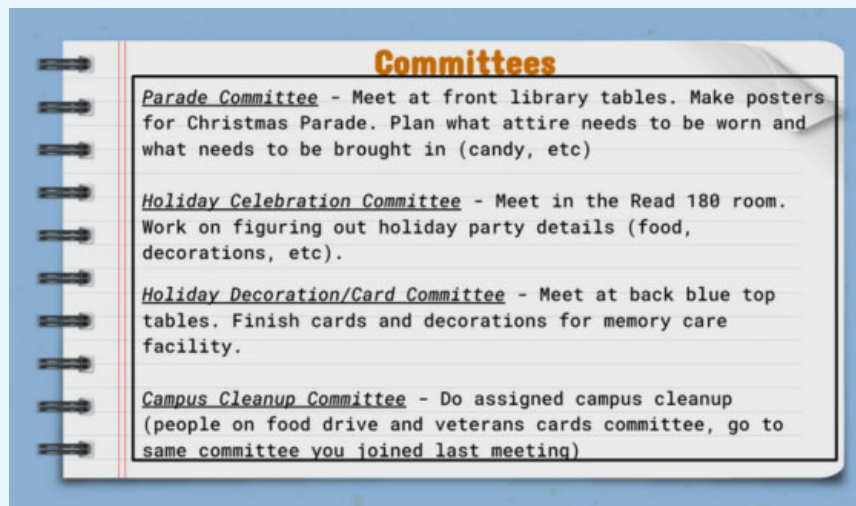 Committees
Parade Committee - Meet at front library tables. Make posters
for Christmas Parade. Plan what attire needs to be worn and
what needs to be brought in (candy, etc)
Holiday Celebration Committee - Meet in the Read 180 room.
Work on figuring out holiday party details (food,
decorations, etc).
Holiday Decoration/Card Committee - Meet at back blue top
tables. Finish cards and decorations for memory care
facility.
Campus Cleanup Committee - Do assigned campus cleanup
(people on food drive and veterans cards committee, go to
same committee you joined last meeting)